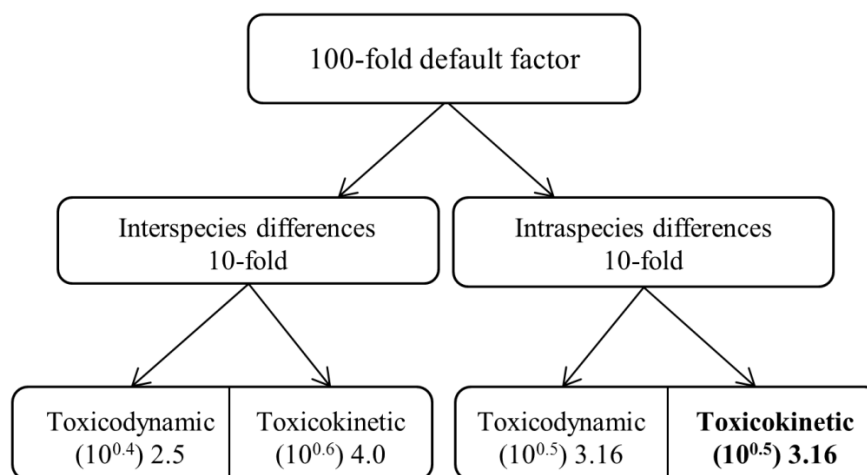 100-fold default factor
Interspecies differences
10-fold
Intraspecies differences
10-fold
Toxicodynamic
(10^0.4) 2.5
Toxicokinetic
(10^0.6) 4.0
Toxicodynamic
(10^0.5) 3.16
Toxicokinetic
(10^0.5) 3.16